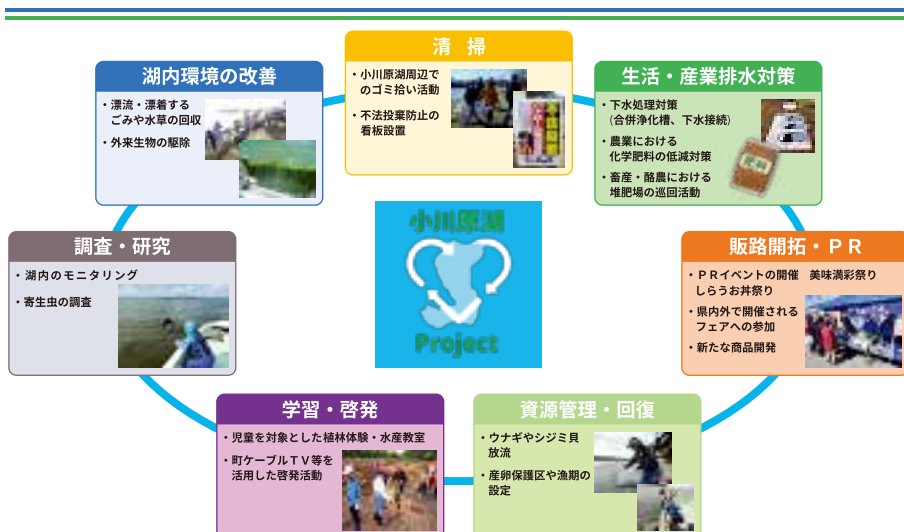 清 掃
・小川原湖周辺で
のゴミ拾い活動
・不法投棄防止の
看板設置
湖内環境の改善
・漂流・漂着する
ごみや水草の回収
・外来生物の駆除
生活・産業排水対策
・下水処理対策
(合併浄化槽、下水接続)
・農業における
化学肥料の低減対策
・畜産・酪農における
堆肥場の巡回活動
肥料
調査・研究
・湖内のモニタリング
・寄生虫の調査
小川原湖
Project
販路開拓・ＰＲ
・ＰＲイベントの開催　美味満彩祭り
しらうお丼祭り
・県内外で開催される
フェアへの参加
・新たな商品開発
学習・啓発
・児童を対象とした植林体験・水産教室
・町ケーブルＴＶ等を
活用した啓発活動
資源管理・回復
・ウナギやシジミ貝
放流
・産卵保護区や漁期の
設定